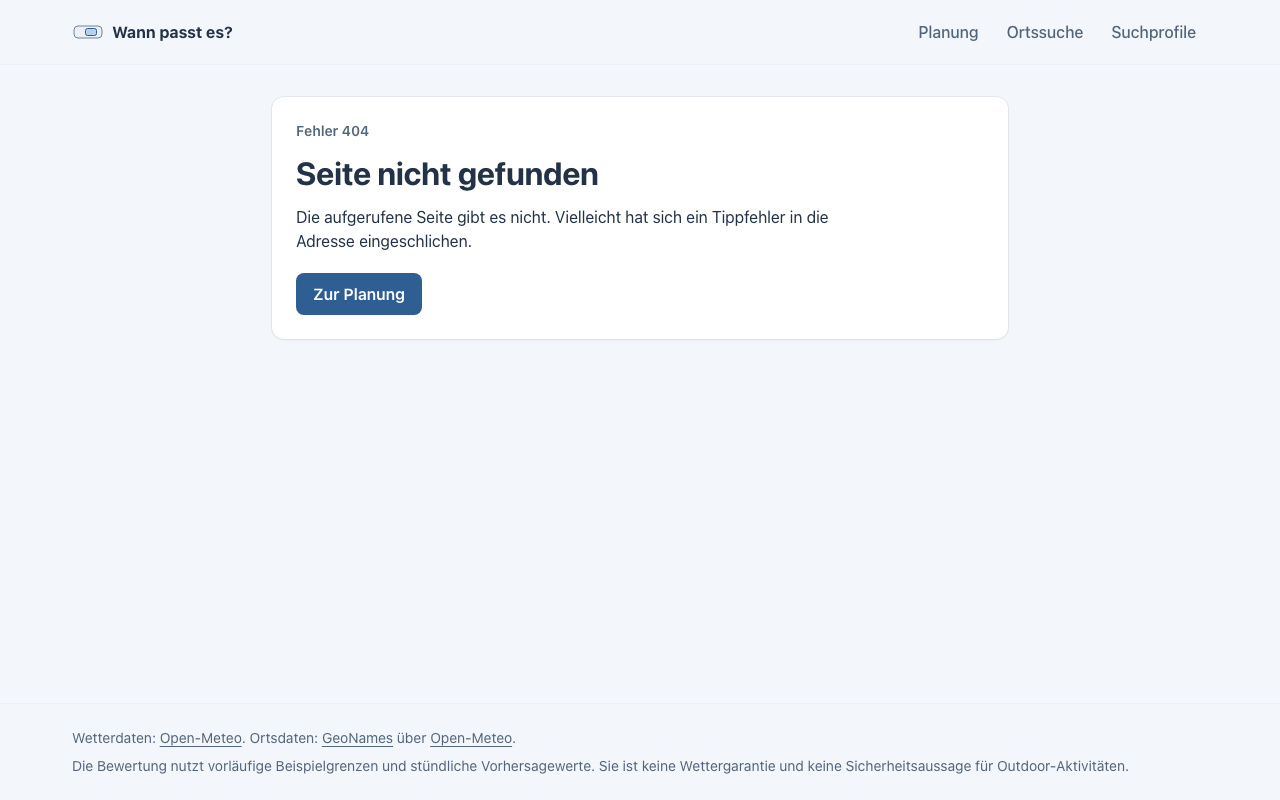 Wann passt es?
Planung
Ortssuche
Suchprofile
Fehler 404
Seite nicht gefunden
Die aufgerufene Seite gibt es nicht. Vielleicht hat sich ein Tippfehler in die
Adresse eingeschlichen.
Zur Planung
Wetterdaten: Open-Meteo. Ortsdaten: GeoNames über Open-Meteo.
Die Bewertung nutzt vorläufige Beispielgrenzen und stündliche Vorhersagewerte. Sie ist keine Wettergarantie und keine Sicherheitsaussage für Outdoor-Aktivitäten.